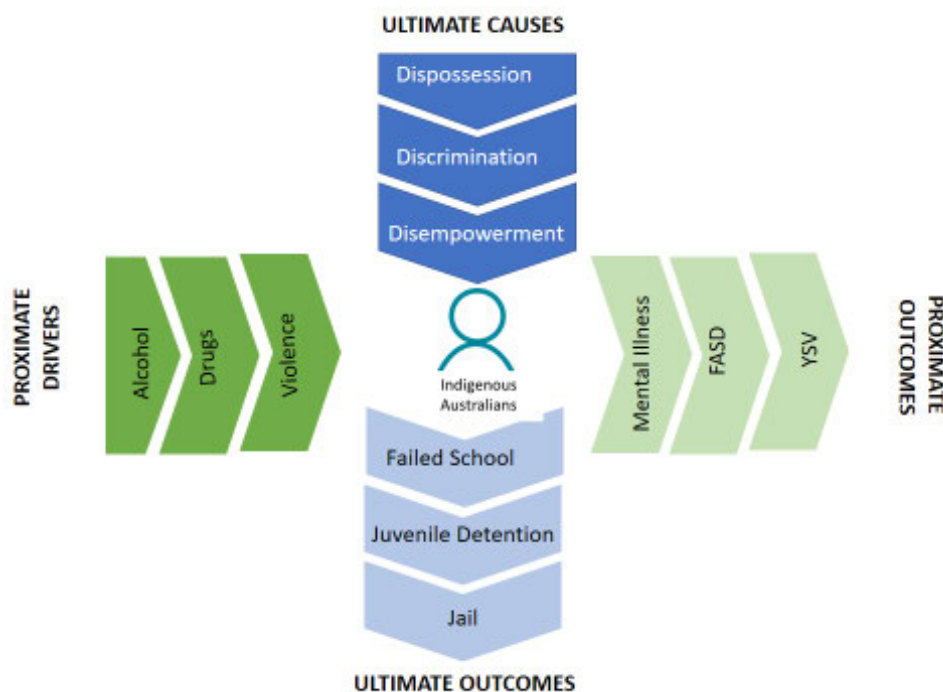 ULTIMATE CAUSES
Dispossession
Discrimination
Disempowerment
PROXIMATE
DRIVERS
Alcohol
Drugs
Violence
Indigenous
Australians
Mental Illness
FASD
YSV
PROXIMATE
OUTCOMES
Failed School
Juvenile Detention
Jail
ULTIMATE OUTCOMES